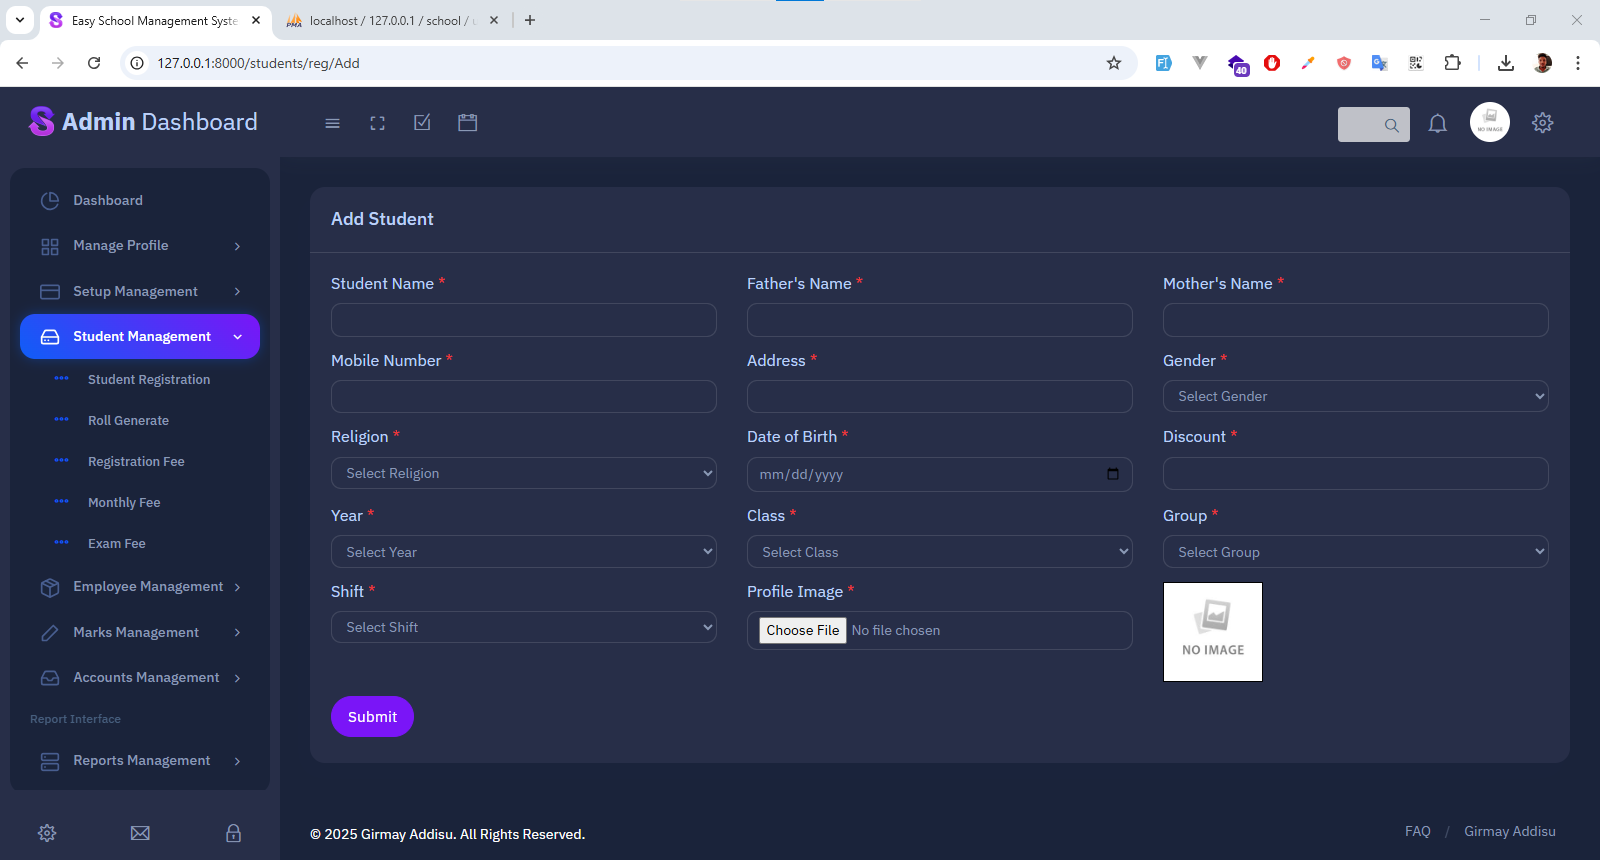 Easy School Management Syste
localhost / 127.0.0.1 / school / u
127.0.0.1:8000/students/reg/Add
40
Admin Dashboard
NO IMAGE
Dashboard
Manage Profile
Setup Management
Student Management
Student Registration
Roll Generate
Registration Fee
Monthly Fee
Exam Fee
Employee Management
Marks Management
Accounts Management
Report Interface
Reports Management
Add Student
Student Name *
Father's Name *
Mother's Name *
Mobile Number *
Address *
Gender *
Select Gender
Religion *
Date of Birth *
Discount *
Select Religion
mm/dd/yyyy
Year *
Class *
Group *
Select Year
Select Class
Select Group
Shift *
Profile Image *
Select Shift
Choose File No file chosen
NO IMAGE
Submit
© 2025 Girmay Addisu. All Rights Reserved.
FAQ / Girmay Addisu